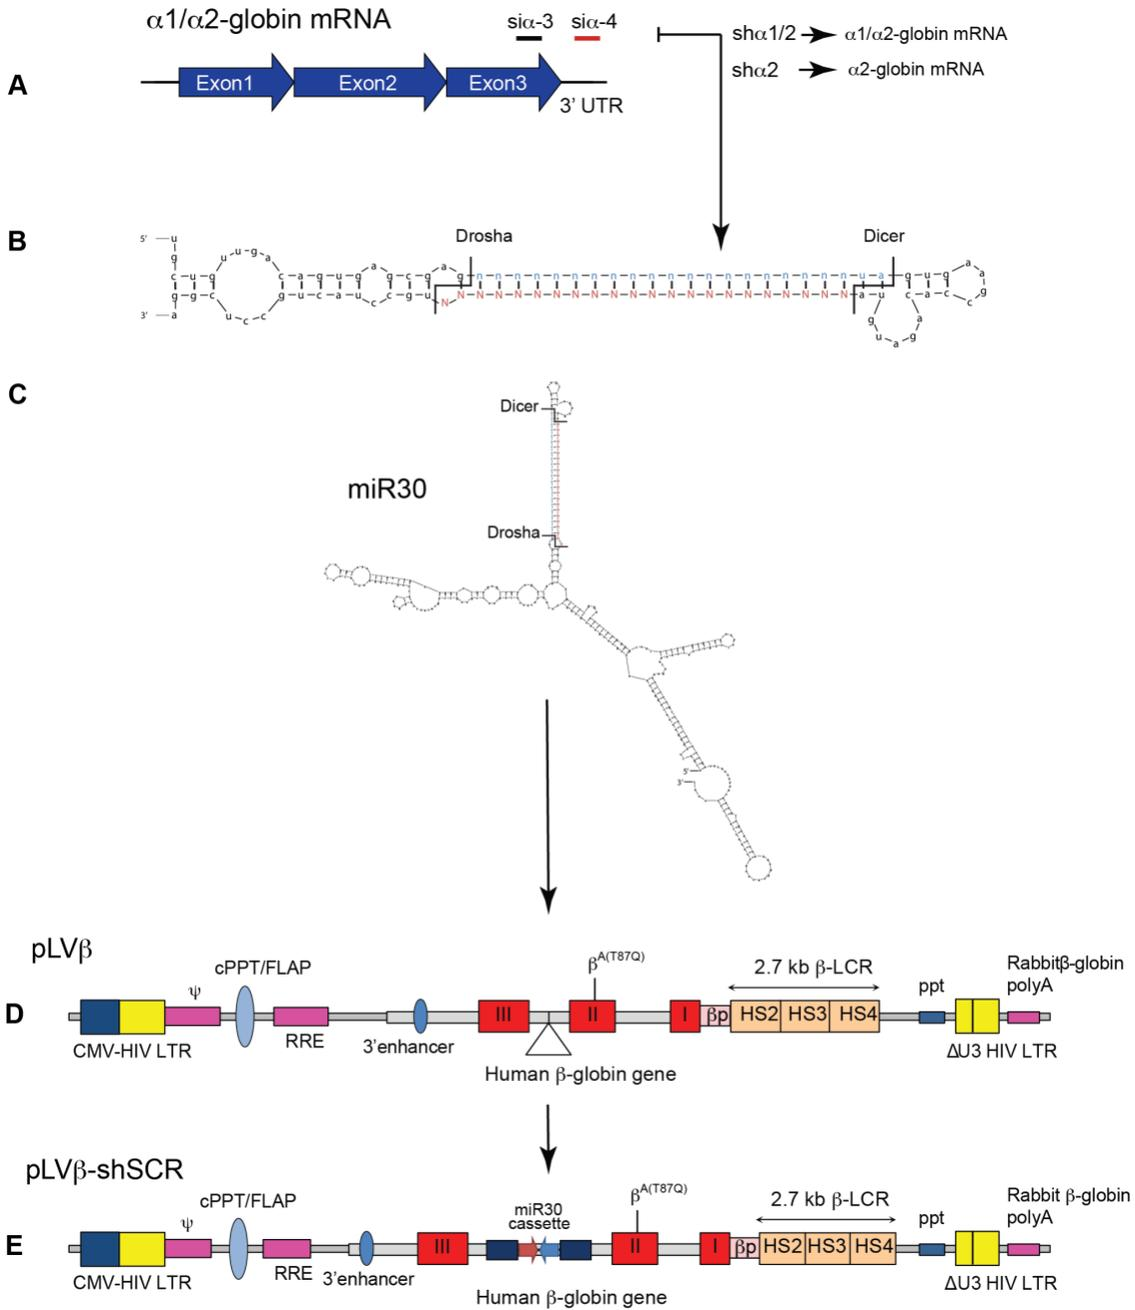 A
α1/α2-globin mRNA
siα-3 siα-4
Exon1 Exon2 Exon3
3' UTR
shα1/2 α1/α2-globin mRNA
shα2 α2-globin mRNA
B
Drosha Dicer
5' u g c u g u u g a c a g u g a g c g a g n n n n n n n n n n n n n n n n n n n n n u a g u g a a g
3' a g g c c u c c g u c a c u a c c g u N N N N N N N N N N N N N N N N N N N N N N N a u g u a g a c a c c
C
Dicer
miR30
Drosha
5'
3'
D
pLVβ
cPPT/FLAP
ψ
β^A(T87Q)
2.7 kb β-LCR
ppt
Rabbitβ-globin
polyA
III II I βp HS2 HS3 HS4
CMV-HIV LTR
RRE
3'enhancer
Human β-globin gene
ΔU3 HIV LTR
E
pLVβ-shSCR
cPPT/FLAP
ψ
miR30
cassette
β^A(T87Q)
2.7 kb β-LCR
ppt
Rabbit β-globin
polyA
III II I βp HS2 HS3 HS4
CMV-HIV LTR
RRE
3'enhancer
Human β-globin gene
ΔU3 HIV LTR